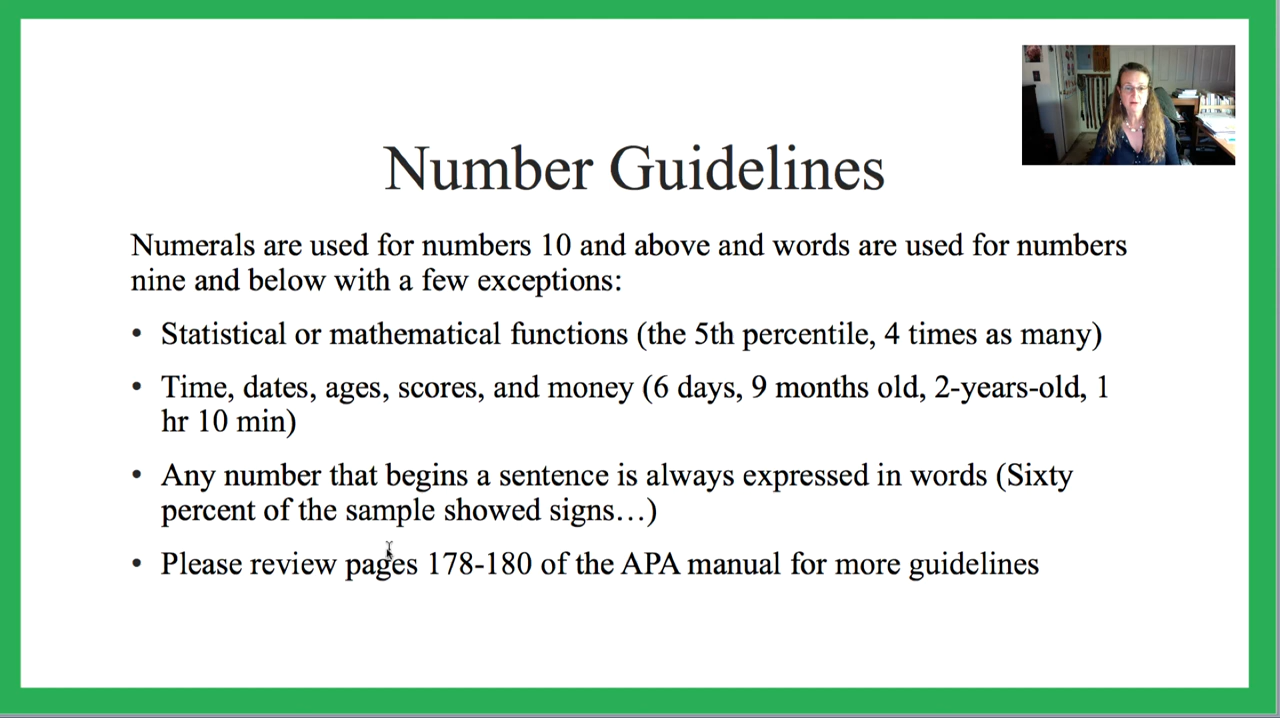 Number Guidelines
Numerals are used for numbers 10 and above and words are used for numbers
nine and below with a few exceptions:
• Statistical or mathematical functions (the 5th percentile, 4 times as many)
• Time, dates, ages, scores, and money (6 days, 9 months old, 2-years-old, 1
hr 10 min)
• Any number that begins a sentence is always expressed in words (Sixty
percent of the sample showed signs…)
• Please review pages 178-180 of the APA manual for more guidelines